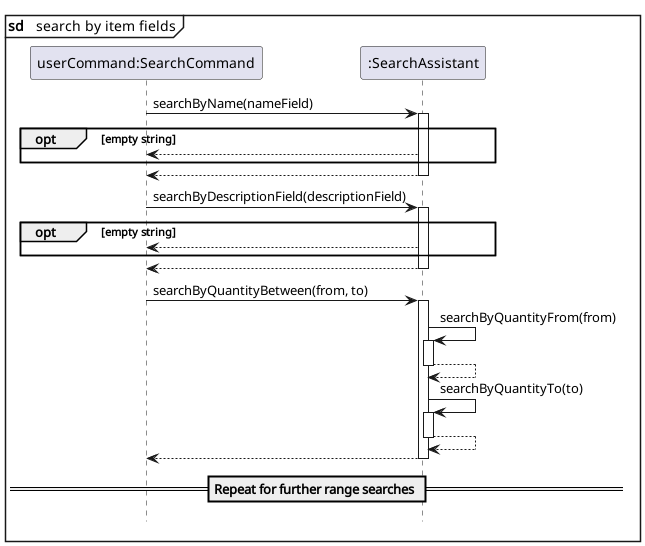 sd search by item fields
userCommand:SearchCommand
:SearchAssistant
searchByName(nameField)
opt [empty string]
searchByDescriptionField(descriptionField)
opt [empty string]
searchByQuantityBetween(from, to)
searchByQuantityFrom(from)
searchByQuantityTo(to)
Repeat for further range searches